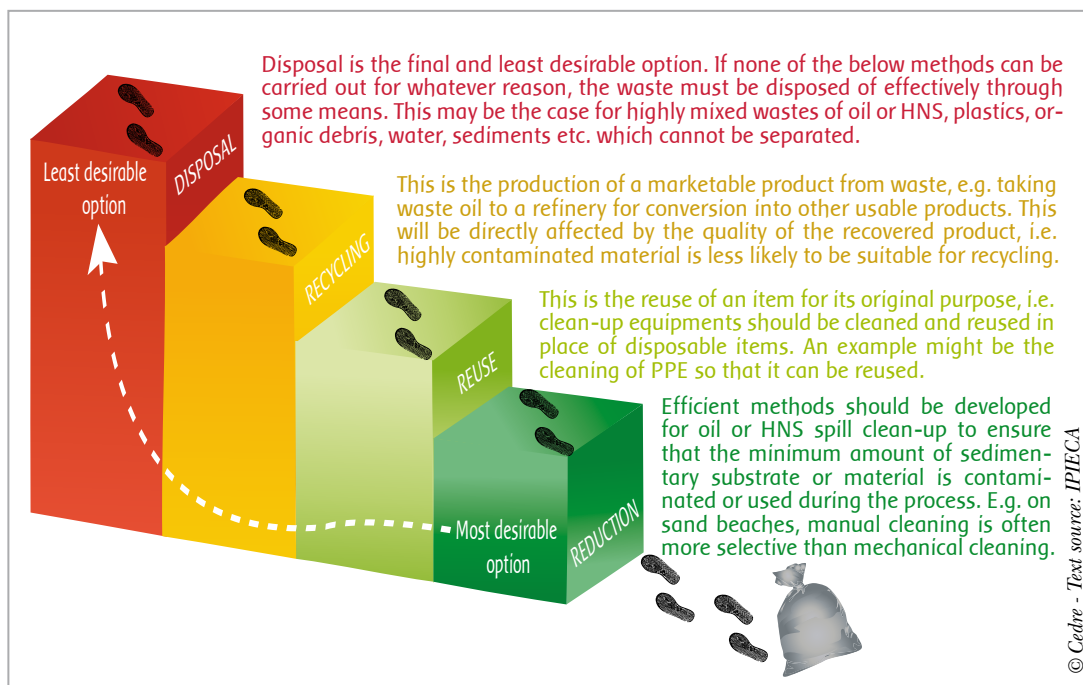 Disposal is the final and least desirable option. If none of the below methods can be
carried out for whatever reason, the waste must be disposed of effectively through
some means. This may be the case for highly mixed wastes of oil or HNS, plastics, or-
ganic debris, water, sediments etc. which cannot be separated.
Least desirable
option
DISPOSAL
This is the production of a marketable product from waste, e.g. taking
waste oil to a refinery for conversion into other usable products. This
will be directly affected by the quality of the recovered product, i.e.
highly contaminated material is less likely to be suitable for recycling.
RECYCLING
This is the reuse of an item for its original purpose, i.e.
clean-up equipments should be cleaned and reused in
place of disposable items. An example might be the
cleaning of PPE so that it can be reused.
REUSE
Efficient methods should be developed
for oil or HNS spill clean-up to ensure
that the minimum amount of sedimen-
tary substrate or material is contami-
nated or used during the process. E.g. on
sand beaches, manual cleaning is often
more selective than mechanical cleaning.
Most desirable
option
REDUCTION
© Cedre - Text source: IPIECA